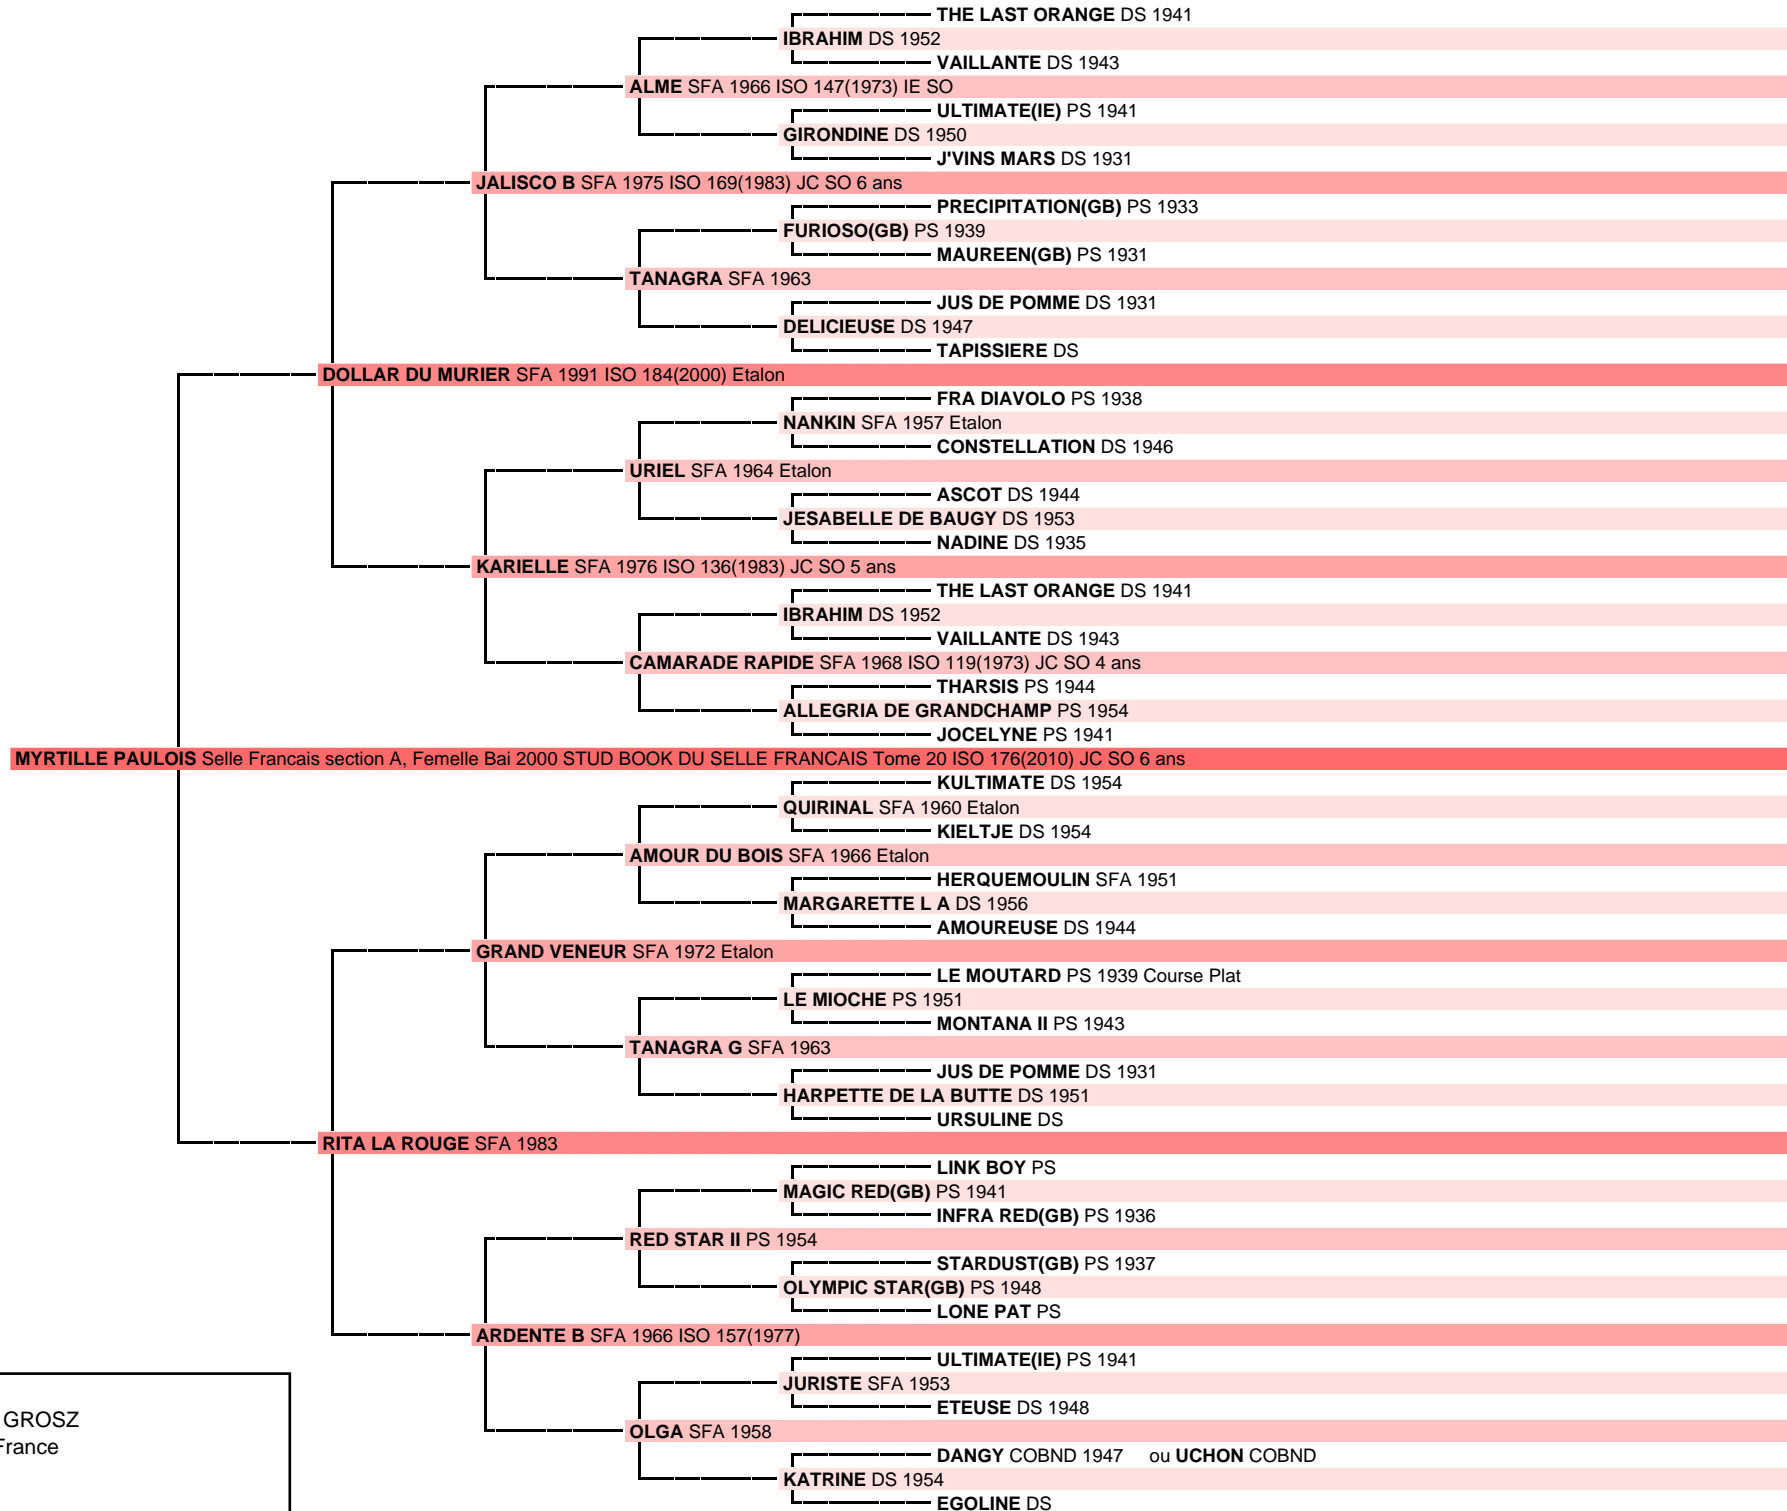 THE LAST ORANGE DS 1941
IBRAHIM DS 1952
VAILLANTE DS 1943
ALME SFA 1966 ISO 147(1973) IE SO
ULTIMATE(IE) PS 1941
GIRONDINE DS 1950
J'VINS MARS DS 1931
JALISCO B SFA 1975 ISO 169(1983) JC SO 6 ans
PRECIPITATION(GB) PS 1933
FURIOSO(GB) PS 1939
MAUREEN(GB) PS 1931
TANAGRA SFA 1963
JUS DE POMME DS 1931
DELICIEUSE DS 1947
TAPISSIERE DS
DOLLAR DU MURIER SFA 1991 ISO 184(2000) Etalon
FRA DIAVOLO PS 1938
NANKIN SFA 1957 Etalon
CONSTELLATION DS 1946
URIEL SFA 1964 Etalon
ASCOT DS 1944
JESABELLE DE BAUGY DS 1953
NADINE DS 1935
KARIELLE SFA 1976 ISO 136(1983) JC SO 5 ans
THE LAST ORANGE DS 1941
IBRAHIM DS 1952
VAILLANTE DS 1943
CAMARADE RAPIDE SFA 1968 ISO 119(1973) JC SO 4 ans
THARSIS PS 1944
ALLEGRIA DE GRANDCHAMP PS 1954
JOCELYNE PS 1941
MYRTILLE PAULOIS Selle Francais section A, Femelle Bai 2000 STUD BOOK DU SELLE FRANCAIS Tome 20 ISO 176(2010) JC SO 6 ans
KULTIMATE DS 1954
QUIRINAL SFA 1960 Etalon
KIELTJE DS 1954
AMOUR DU BOIS SFA 1966 Etalon
HERQUEMOULIN SFA 1951
MARGARETTE L A DS 1956
AMOUREUSE DS 1944
GRAND VENEUR SFA 1972 Etalon
LE MOUTARD PS 1939 Course Plat
LE MIOCHE PS 1951
MONTANA II PS 1943
TANAGRA G SFA 1963
JUS DE POMME DS 1931
HARPETTE DE LA BUTTE DS 1951
URSULINE DS
RITA LA ROUGE SFA 1983
LINK BOY PS
MAGIC RED(GB) PS 1941
INFRA RED(GB) PS 1936
RED STAR II PS 1954
STARDUST(GB) PS 1937
OLYMPIC STAR(GB) PS 1948
LONE PAT PS
ARDENTE B SFA 1966 ISO 157(1977)
ULTIMATE(IE) PS 1941
JURISTE SFA 1953
ETEUSE DS 1948
GROSZ
France
OLGA SFA 1958
DANGY COBND 1947 ou UCHON COBND
KATRINE DS 1954
EGOLINE DS